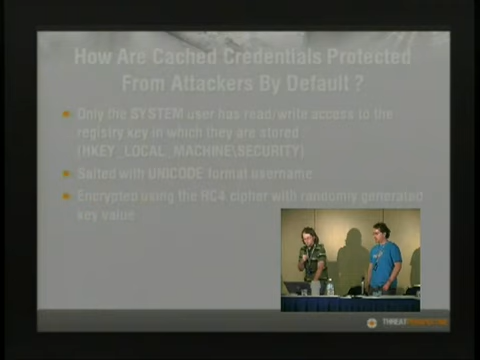 How Are Cached Credentials Protected
From Attackers By Default ?
Only the SYSTEM user has read/write access to the
registry key in which they are stored
(HKEY_LOCAL_MACHINE\SECURITY)
Salted with UNICODE format username
Encrypted using the RC4 cipher with randomly generated
key value